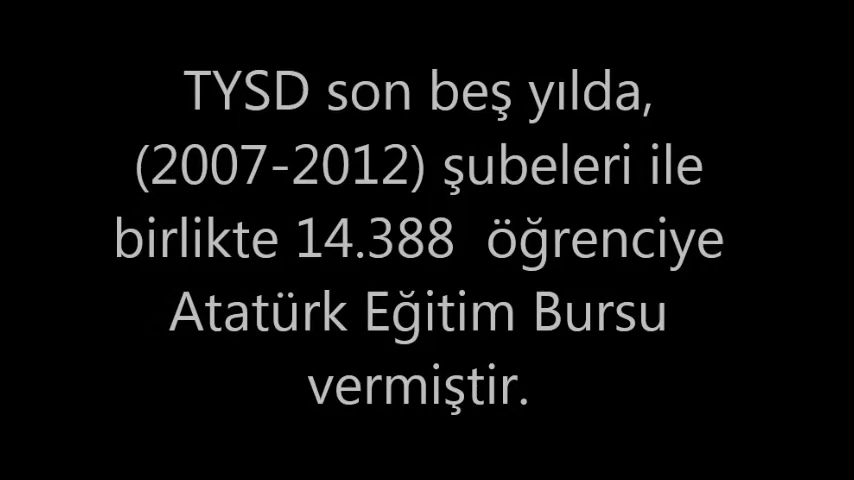 TYSD son beş yılda,
(2007-2012) şubeleri ile
birlikte 14.388 öğrenciye
Atatürk Eğitim Bursu
vermiştir.